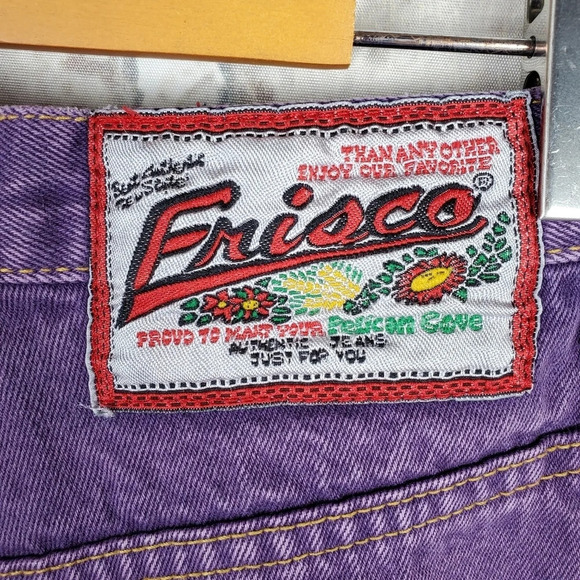 THAN ANY OTHER
ENJOY OUR FAVORITE
Frisco
PROUD TO MAKE YOUR Pelican Cove
AUTHENTIC JEANS
JUST FOR YOU